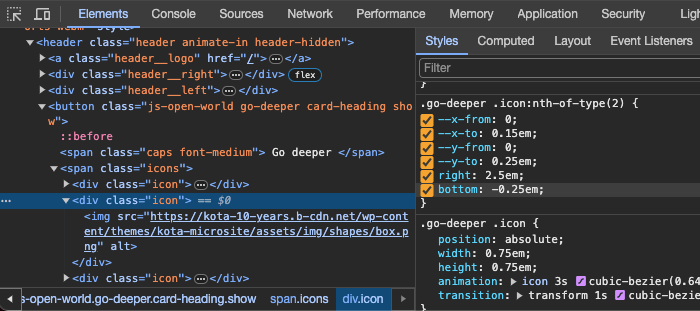 Elements Console Sources Network Performance Memory Application Security Ligh
<header class="header animate-in header-hidden">
<a class="header__logo" href="/">…</a>
<div class="header__right">…</div> flex
<div class="header__left">…</div>
<button class="js-open-world go-deeper card-heading sho
w">
::before
<span class="caps font-medium"> Go deeper </span>
<span class="icons">
<div class="icon">…</div>
… <div class="icon"> == $0
<img src="https://kota-10-years.b-cdn.net/wp-cont
ent/themes/kota-microsite/assets/img/shapes/box.p
ng" alt>
</div>
<div class="icon">…</div>
s-open-world.go-deeper.card-heading.show span.icons div.icon
Styles Computed Layout Event Listeners
Filter
}
.go-deeper .icon:nth-of-type(2) {
--x-from: 0;
--x-to: 0.15em;
--y-from: 0;
--y-to: 0.25em;
right: 2.5em;
bottom: -0.25em;
}
.go-deeper .icon {
position: absolute;
width: 0.75em;
height: 0.75em;
animation: icon 3s cubic-bezier(0.64
transition: transform 1s cubic-bez